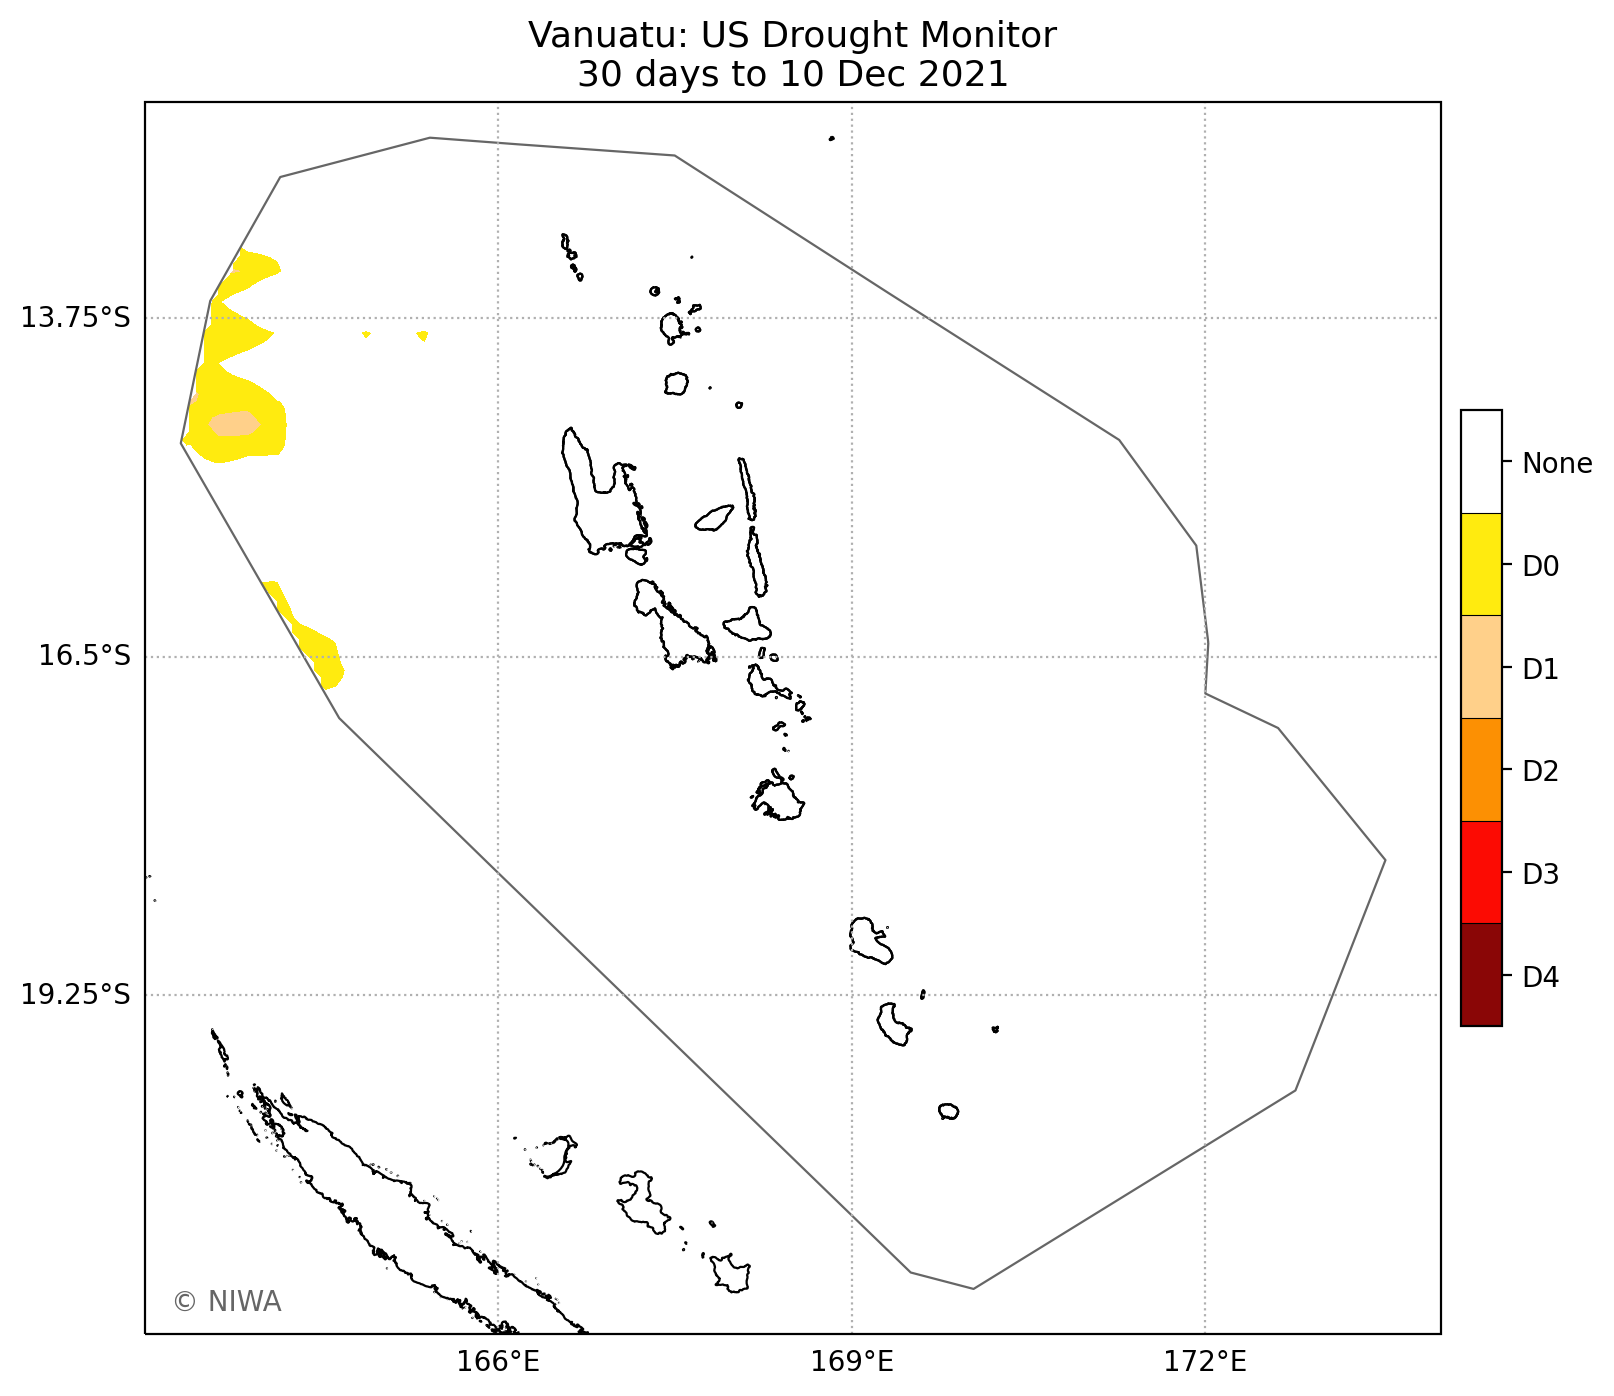 Vanuatu: US Drought Monitor
30 days to 10 Dec 2021
13.75°S
16.5°S
19.25°S
166°E
169°E
172°E
None
D0
D1
D2
D3
D4
© NIWA